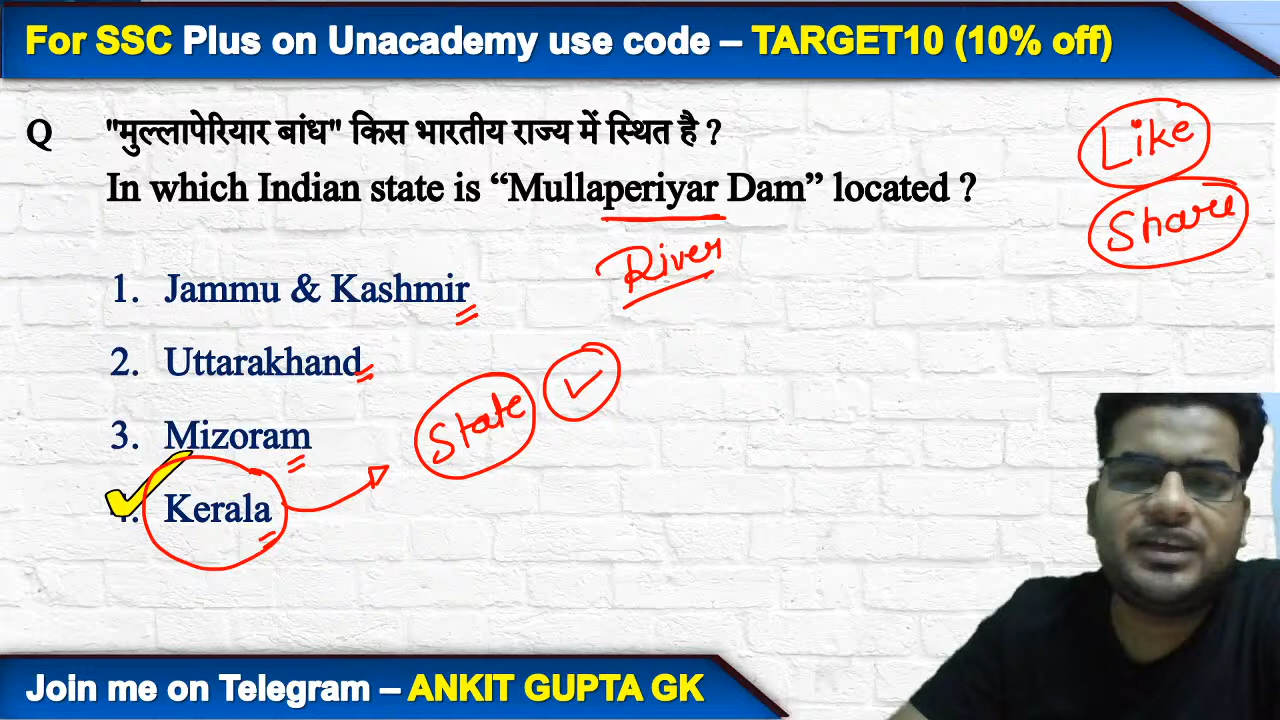 For SSC Plus on Unacademy use code – TARGET10 (10% off)
Q "मुल्लापेरियार बांध" किस भारतीय राज्य में स्थित है ?
In which Indian state is “Mullaperiyar Dam” located ?
Like
Share
River
1. Jammu & Kashmir
2. Uttarakhand
State
3. Mizoram
4. Kerala
Join me on Telegram – ANKIT GUPTA GK